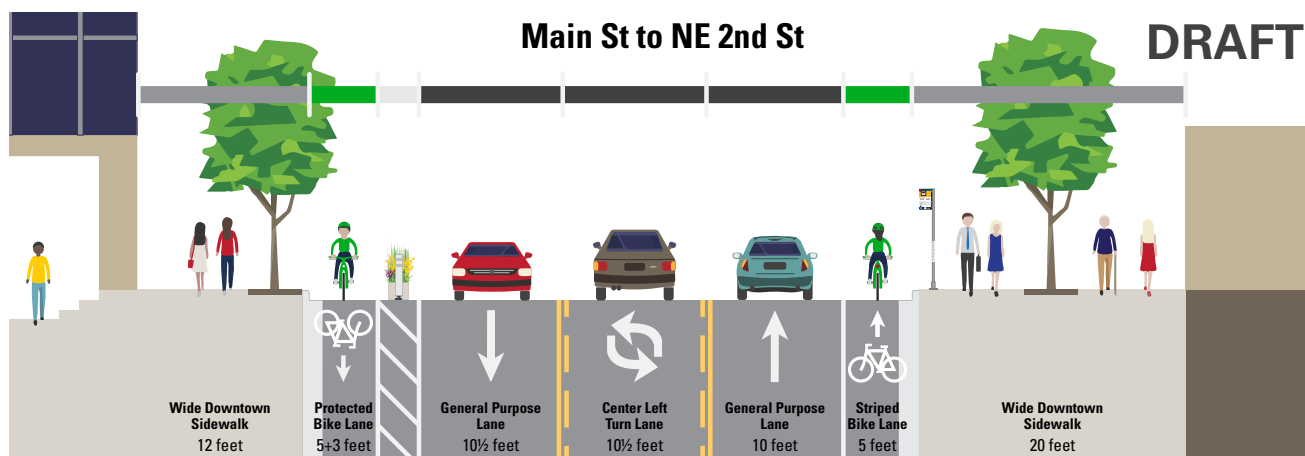 Main St to NE 2nd St
DRAFT
Wide Downtown
Sidewalk
12 feet
Protected
Bike Lane
5+3 feet
General Purpose
Lane
10½ feet
Center Left
Turn Lane
10½ feet
General Purpose
Lane
10 feet
Striped
Bike Lane
5 feet
Wide Downtown
Sidewalk
20 feet